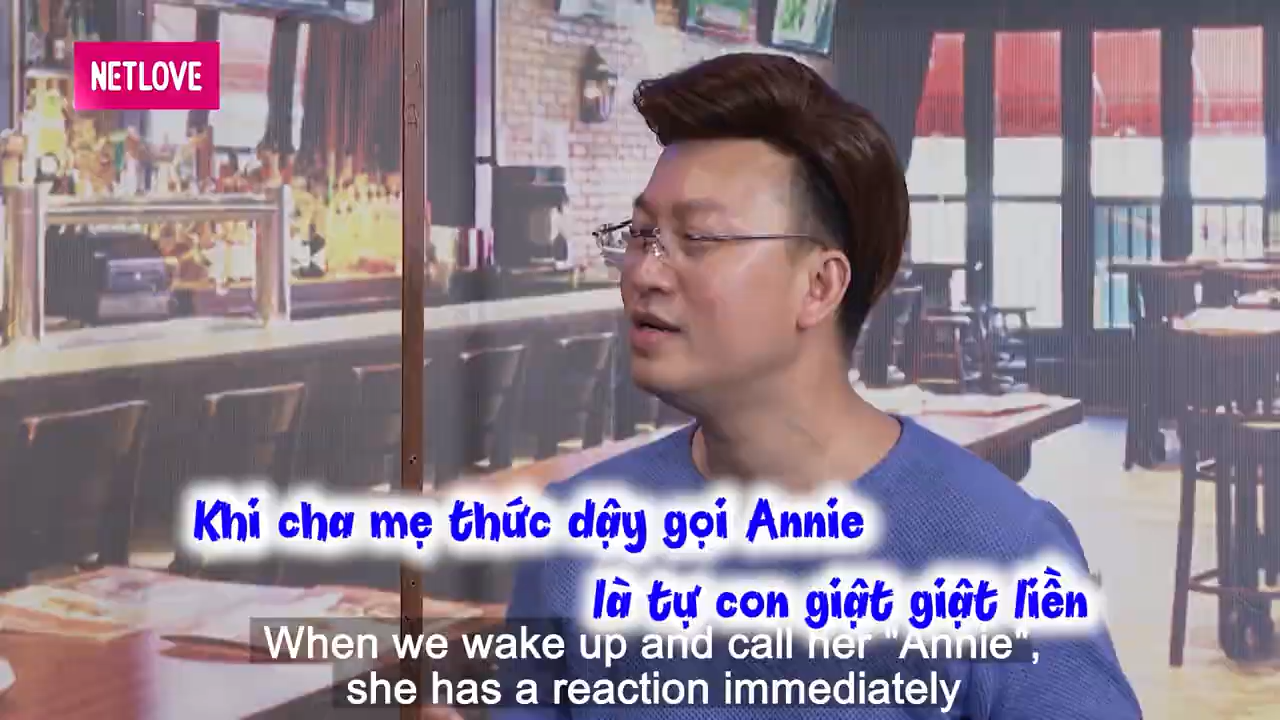 NETLOVE
Khi cha mẹ thức dậy gọi Annie
là tự con giật giật liền
When we wake up and call her "Annie",
she has a reaction immediately